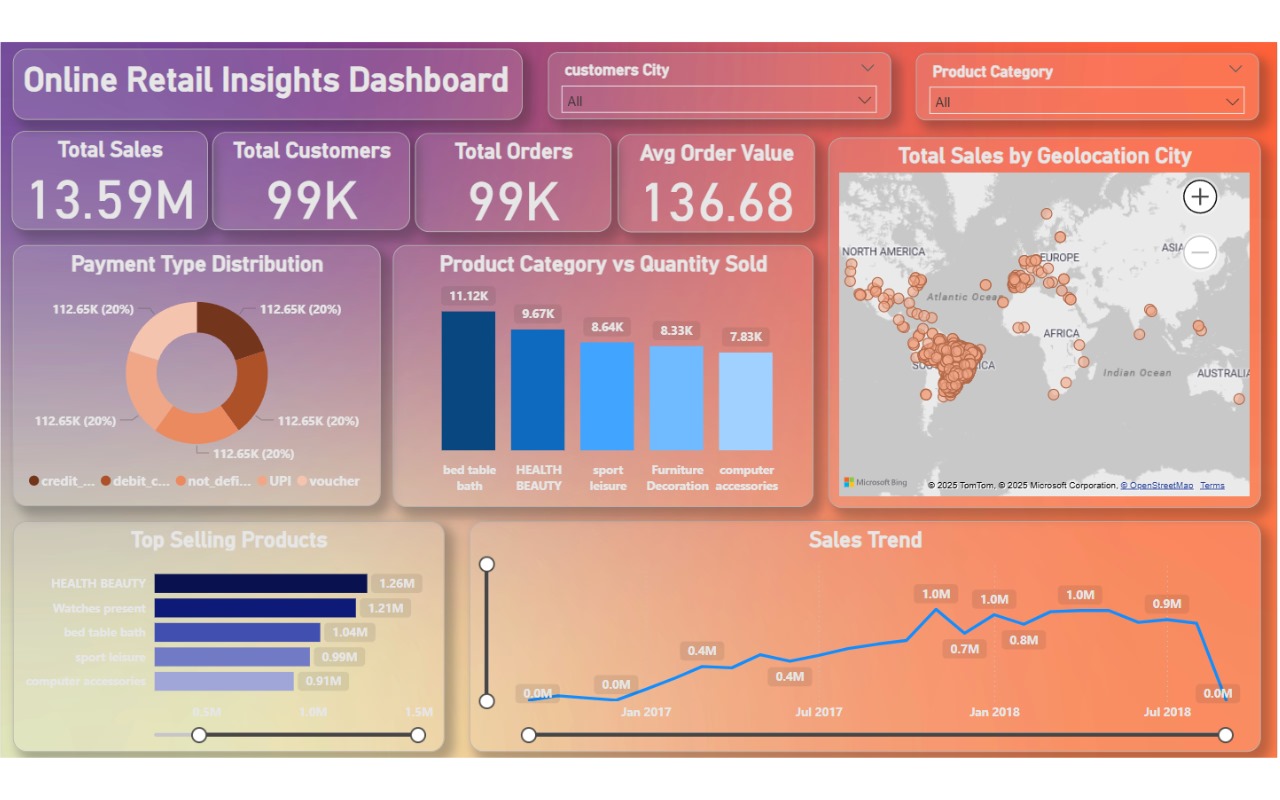 Online Retail Insights Dashboard
customers City
All
Product Category
All
Total Sales
13.59M
Total Customers
99K
Total Orders
99K
Avg Order Value
136.68
Total Sales by Geolocation City
NORTH AMERICA
EUROPE
ASIA
Atlantic Ocean
AFRICA
SOUTH AMERICA
Indian Ocean
AUSTRALIA
Microsoft Bing
© 2025 TomTom, © 2025 Microsoft Corporation, © OpenStreetMap Terms
Payment Type Distribution
112.65K (20%)
112.65K (20%)
112.65K (20%)
112.65K (20%)
112.65K (20%)
credit_... debit_c... not_defi... UPI voucher
Product Category vs Quantity Sold
11.12K
9.67K
8.64K
8.33K
7.83K
bed table
bath
HEALTH
BEAUTY
sport
leisure
Furniture
Decoration
computer
accessories
Top Selling Products
HEALTH BEAUTY 1.26M
Watches present 1.21M
bed table bath 1.04M
sport leisure 0.99M
computer accessories 0.91M
0.5M 1.0M 1.5M
Sales Trend
0.0M
0.0M
0.4M
0.4M
1.0M
0.7M
1.0M
0.8M
1.0M
0.9M
0.0M
Jan 2017 Jul 2017 Jan 2018 Jul 2018